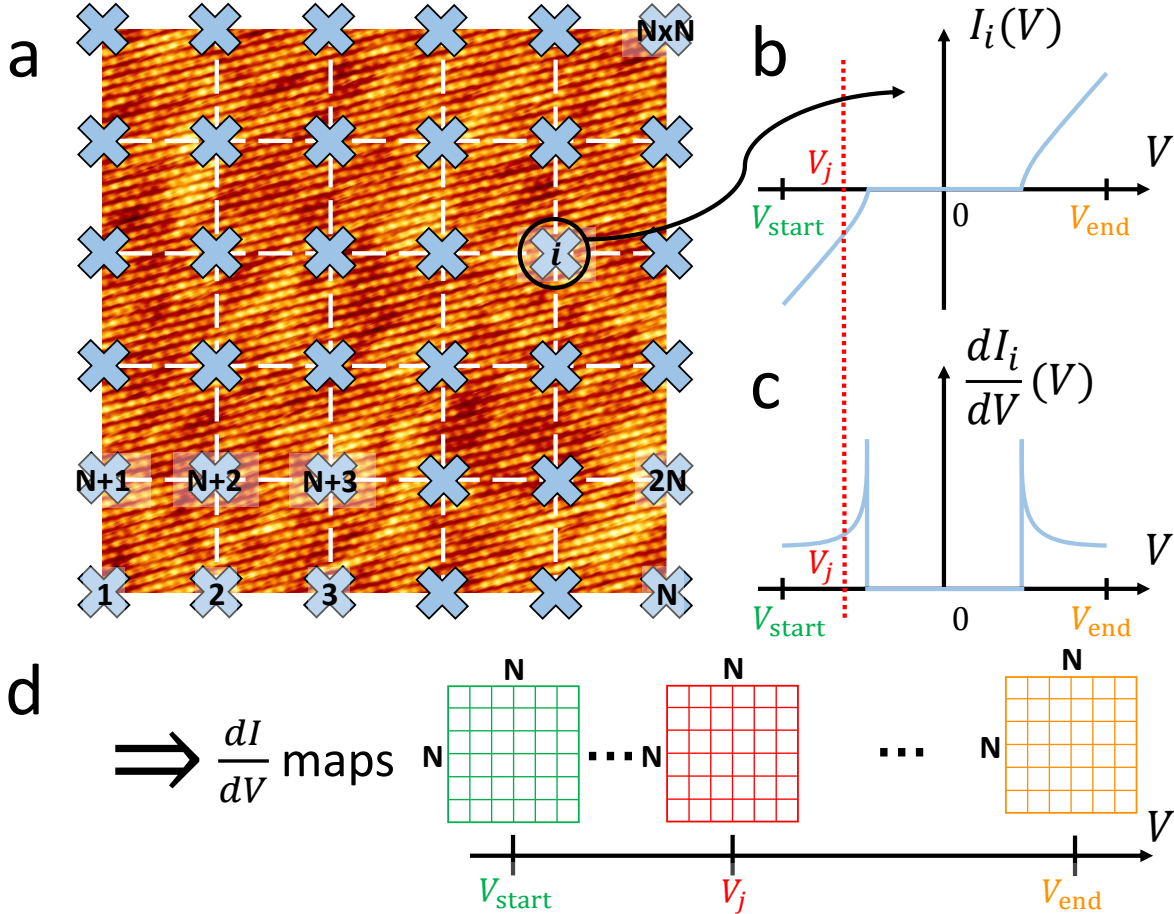 a
NxN
i
N+1 N+2 N+3 2N
1 2 3 N
b
I_i(V)
V
V_j
V_start 0 V_end
c
dI_i/dV (V)
V
V_j
V_start 0 V_end
d
⇒ dI/dV maps
N N N
N ... N ... N
V
V_start V_j V_end